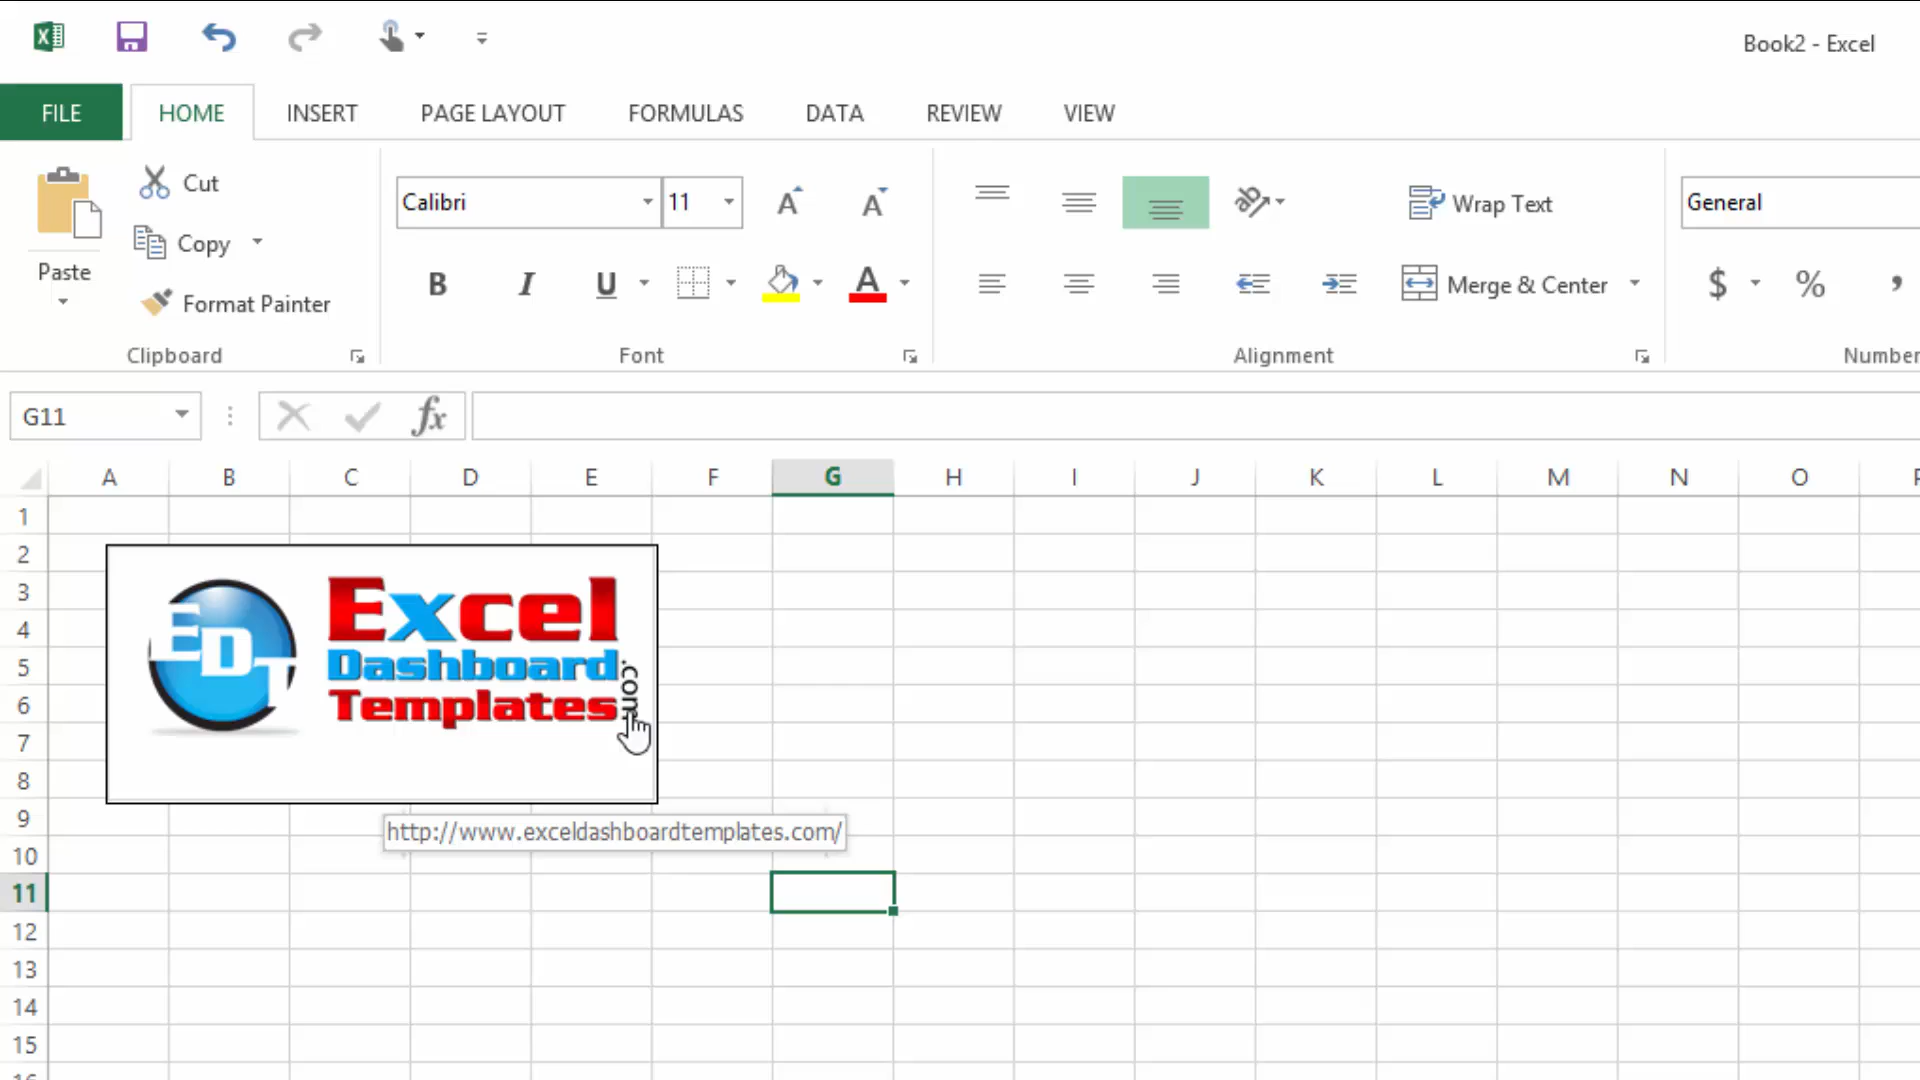 Book2 - Excel
FILE HOME INSERT PAGE LAYOUT FORMULAS DATA REVIEW VIEW
Cut
Copy
Format Painter
Paste
Clipboard
Calibri 11
A A
B I U A
Font
Wrap Text
Merge & Center
Alignment
General
$ % ,
Number
G11 fx
A B C D E F G H I J K L M N O
1
2
3
4
5
6
7
8
9
10
11
12
13
14
15
EDT
Excel
Dashboard
Templates
.com
http://www.exceldashboardtemplates.com/